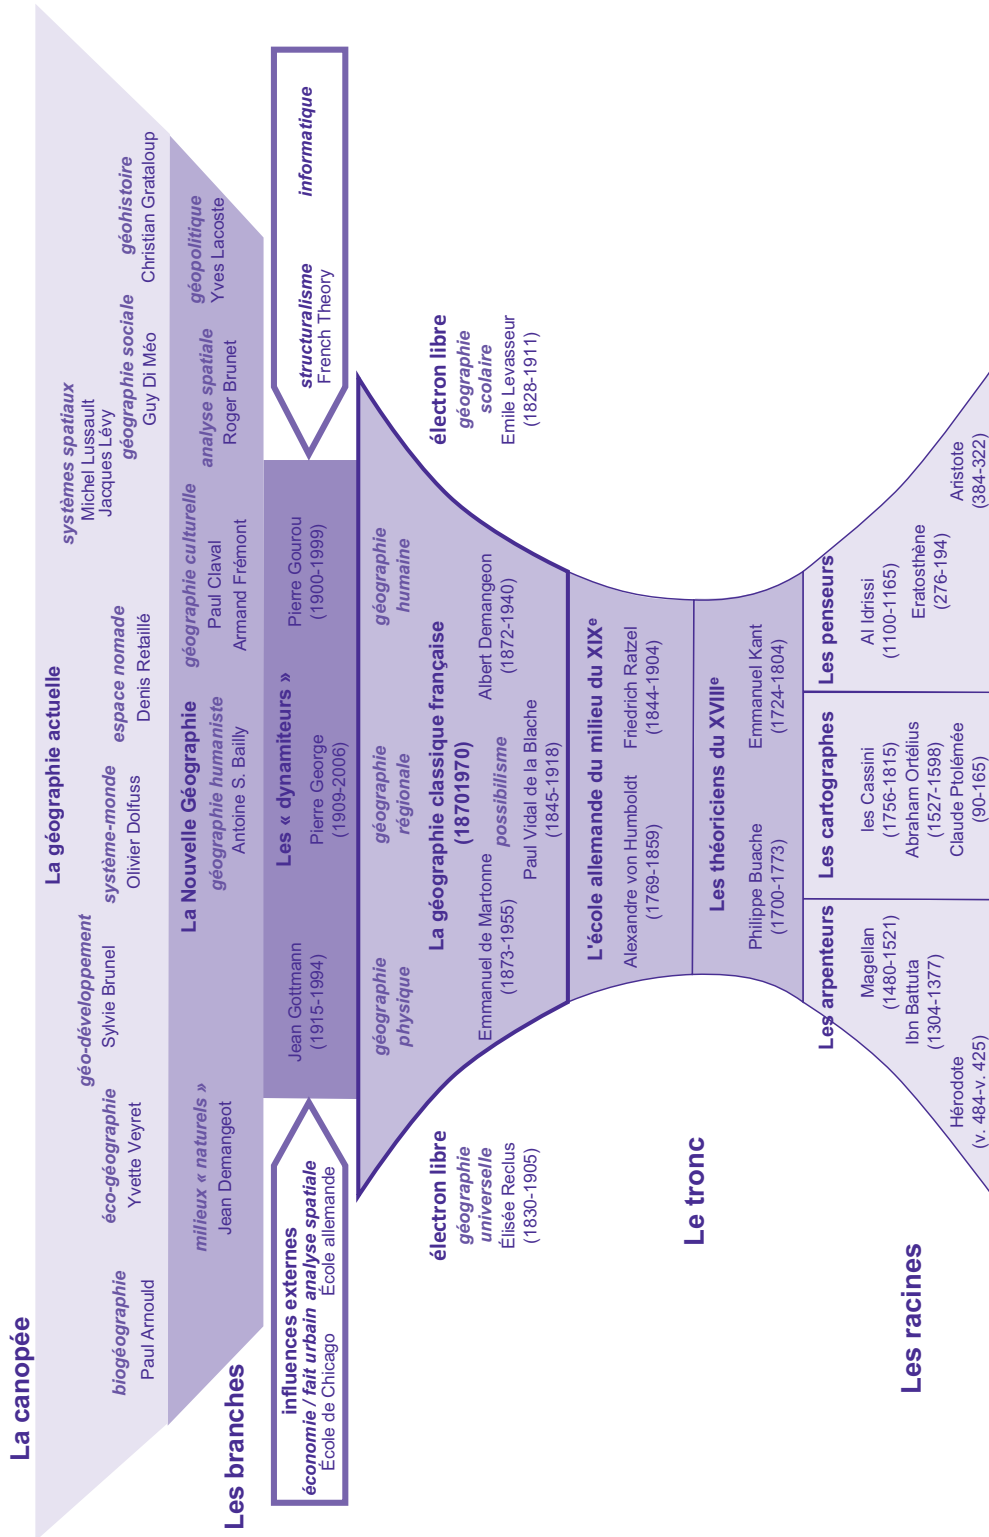 La canopée
La géographie actuelle
systèmes spatiaux
Michel Lussault
Jacques Lévy
géo-développement
Sylvie Brunel
système-monde
Olivier Dolfuss
espace nomade
Denis Retaillé
géographie sociale
Guy Di Méo
géohistoire
Christian Grataloup
biogéographie
Paul Arnould
éco-géographie
Yvette Veyret
Les branches
La Nouvelle Géographie
milieux « naturels »
Jean Demangeot
géographie humaniste
Antoine S. Bailly
géographie culturelle
Paul Claval
Armand Frémont
analyse spatiale
Roger Brunet
géopolitique
Yves Lacoste
influences externes
économie / fait urbain analyse spatiale
École de Chicago École allemande
Les « dynamiteurs »
Jean Gottmann
(1915-1994)
Pierre George
(1909-2006)
Pierre Gourou
(1900-1999)
structuralisme
French Theory
informatique
géographie
physique
géographie
régionale
géographie
humaine
La géographie classique française
(18701970)
Emmanuel de Martonne
(1873-1955)
possibilisme
Paul Vidal de la Blache
(1845-1918)
Albert Demangeon
(1872-1940)
électron libre
géographie
universelle
Élisée Reclus
(1830-1905)
électron libre
géographie
scolaire
Emile Levasseur
(1828-1911)
L'école allemande du milieu du XIXe
Alexandre von Humboldt
(1769-1859)
Friedrich Ratzel
(1844-1904)
Le tronc
Les théoriciens du XVIIIe
Philippe Buache
(1700-1773)
Emmanuel Kant
(1724-1804)
Les racines
Les arpenteurs
Magellan
(1480-1521)
Ibn Battuta
(1304-1377)
Hérodote
(v. 484-v. 425)
Les cartographes
les Cassini
(1756-1815)
Abraham Ortélius
(1527-1598)
Claude Ptolémée
(90-165)
Les penseurs
Al Idrissi
(1100-1165)
Eratosthène
(276-194)
Aristote
(384-322)